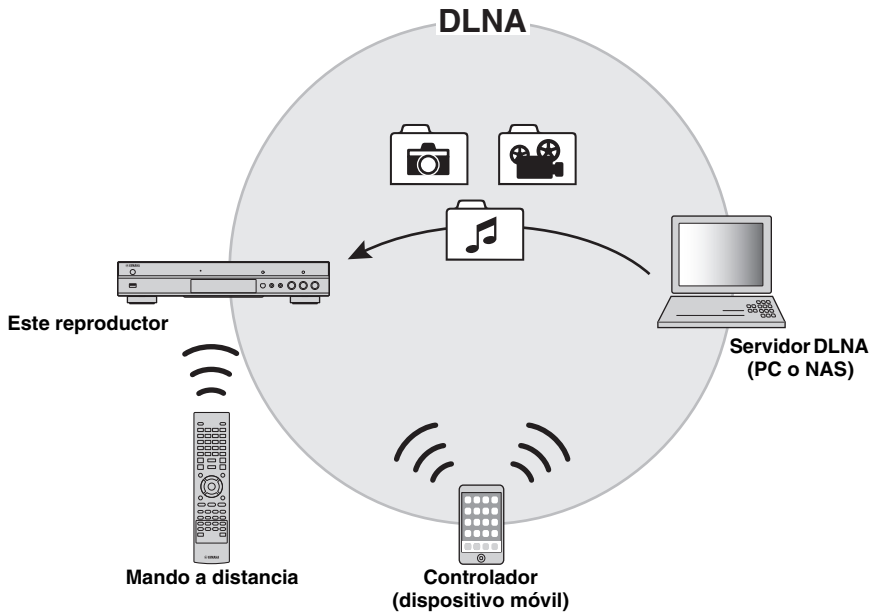 DLNA
Este reproductor
Servidor DLNA
(PC o NAS)
Mando a distancia
Controlador
(dispositivo móvil)